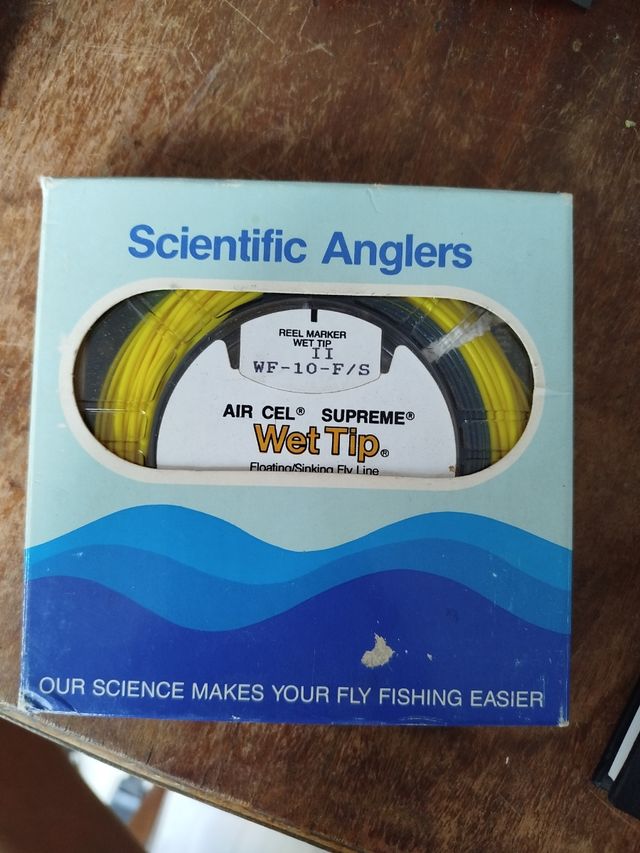 Scientific Anglers
REEL MARKER
WET TIP
II
WF-10-F/S
AIR CEL® SUPREME®
Wet Tip®
Floating/Sinking Fly Line
OUR SCIENCE MAKES YOUR FLY FISHING EASIER